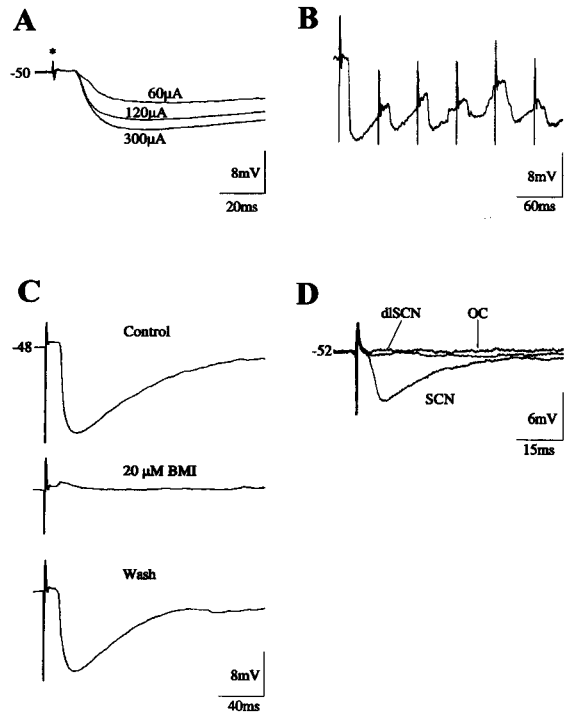 A
*
-50
60µA
120µA
300µA
8mV
20ms
B
8mV
60ms
C
Control
-48
20 µM BMI
Wash
8mV
40ms
D
dlSCN
OC
-52
SCN
6mV
15ms